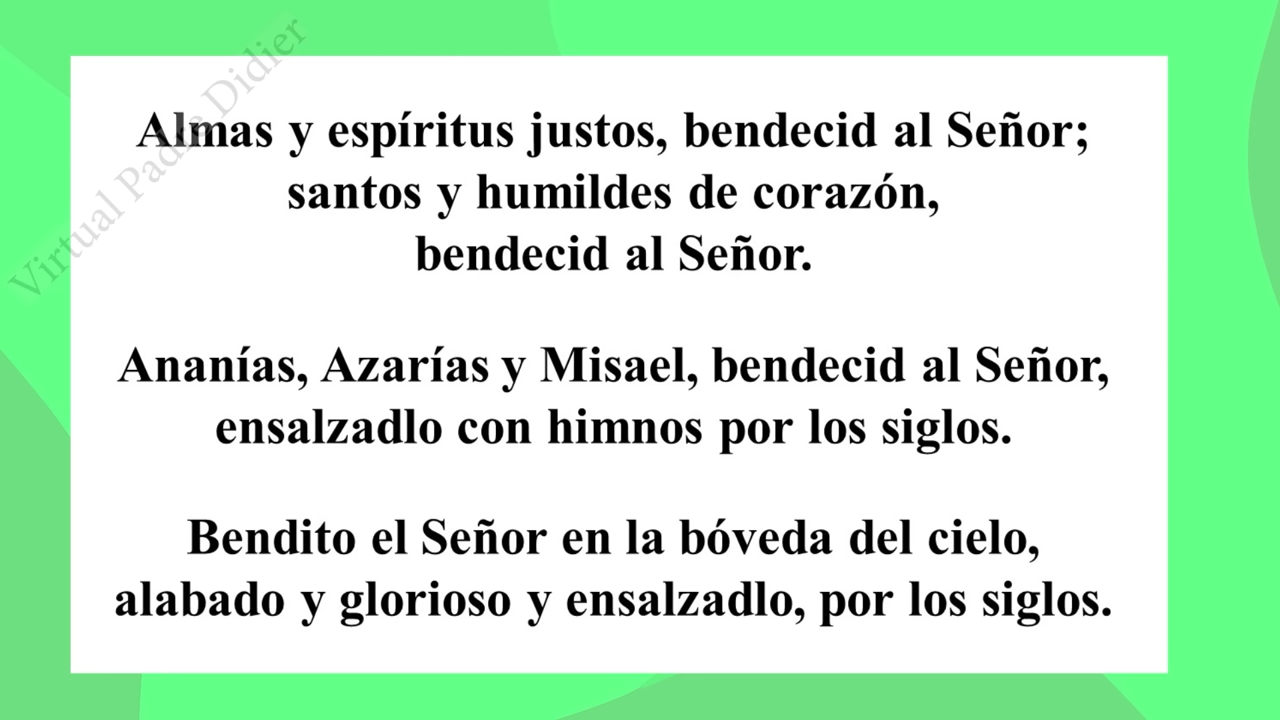 Almas y espíritus justos, bendecid al Señor;
santos y humildes de corazón,
bendecid al Señor.
Ananías, Azarías y Misael, bendecid al Señor,
ensalzadlo con himnos por los siglos.
Bendito el Señor en la bóveda del cielo,
alabado y glorioso y ensalzadlo, por los siglos.
Virtual Padre Didier